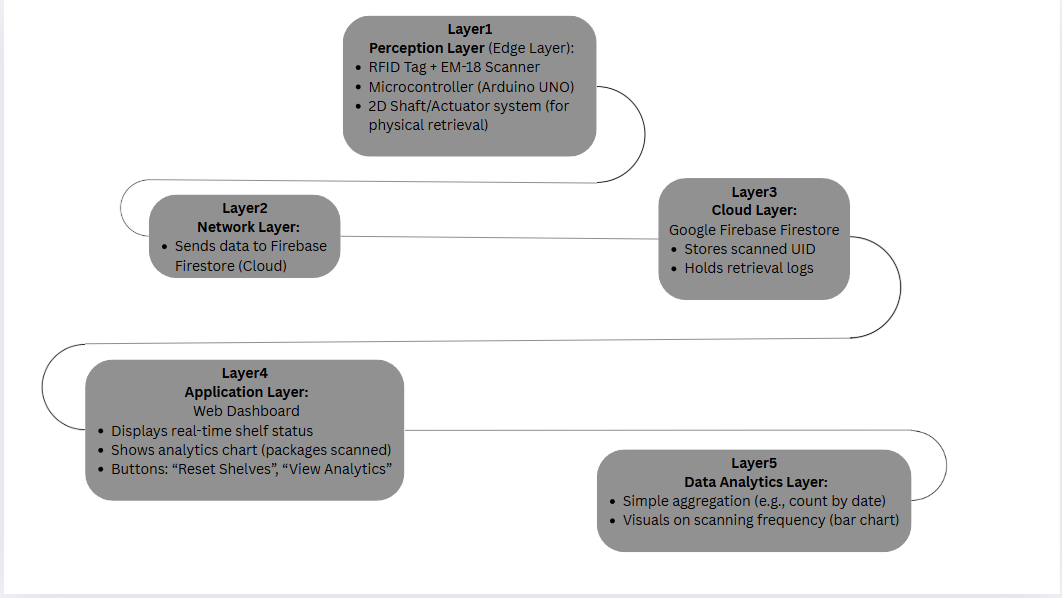 Layer1
Perception Layer (Edge Layer):
• RFID Tag + EM-18 Scanner
• Microcontroller (Arduino UNO)
• 2D Shaft/Actuator system (for
physical retrieval)
Layer2
Network Layer:
• Sends data to Firebase
Firestore (Cloud)
Layer3
Cloud Layer:
Google Firebase Firestore
• Stores scanned UID
• Holds retrieval logs
Layer4
Application Layer:
Web Dashboard
• Displays real-time shelf status
• Shows analytics chart (packages scanned)
• Buttons: “Reset Shelves”, “View Analytics”
Layer5
Data Analytics Layer:
• Simple aggregation (e.g., count by date)
• Visuals on scanning frequency (bar chart)